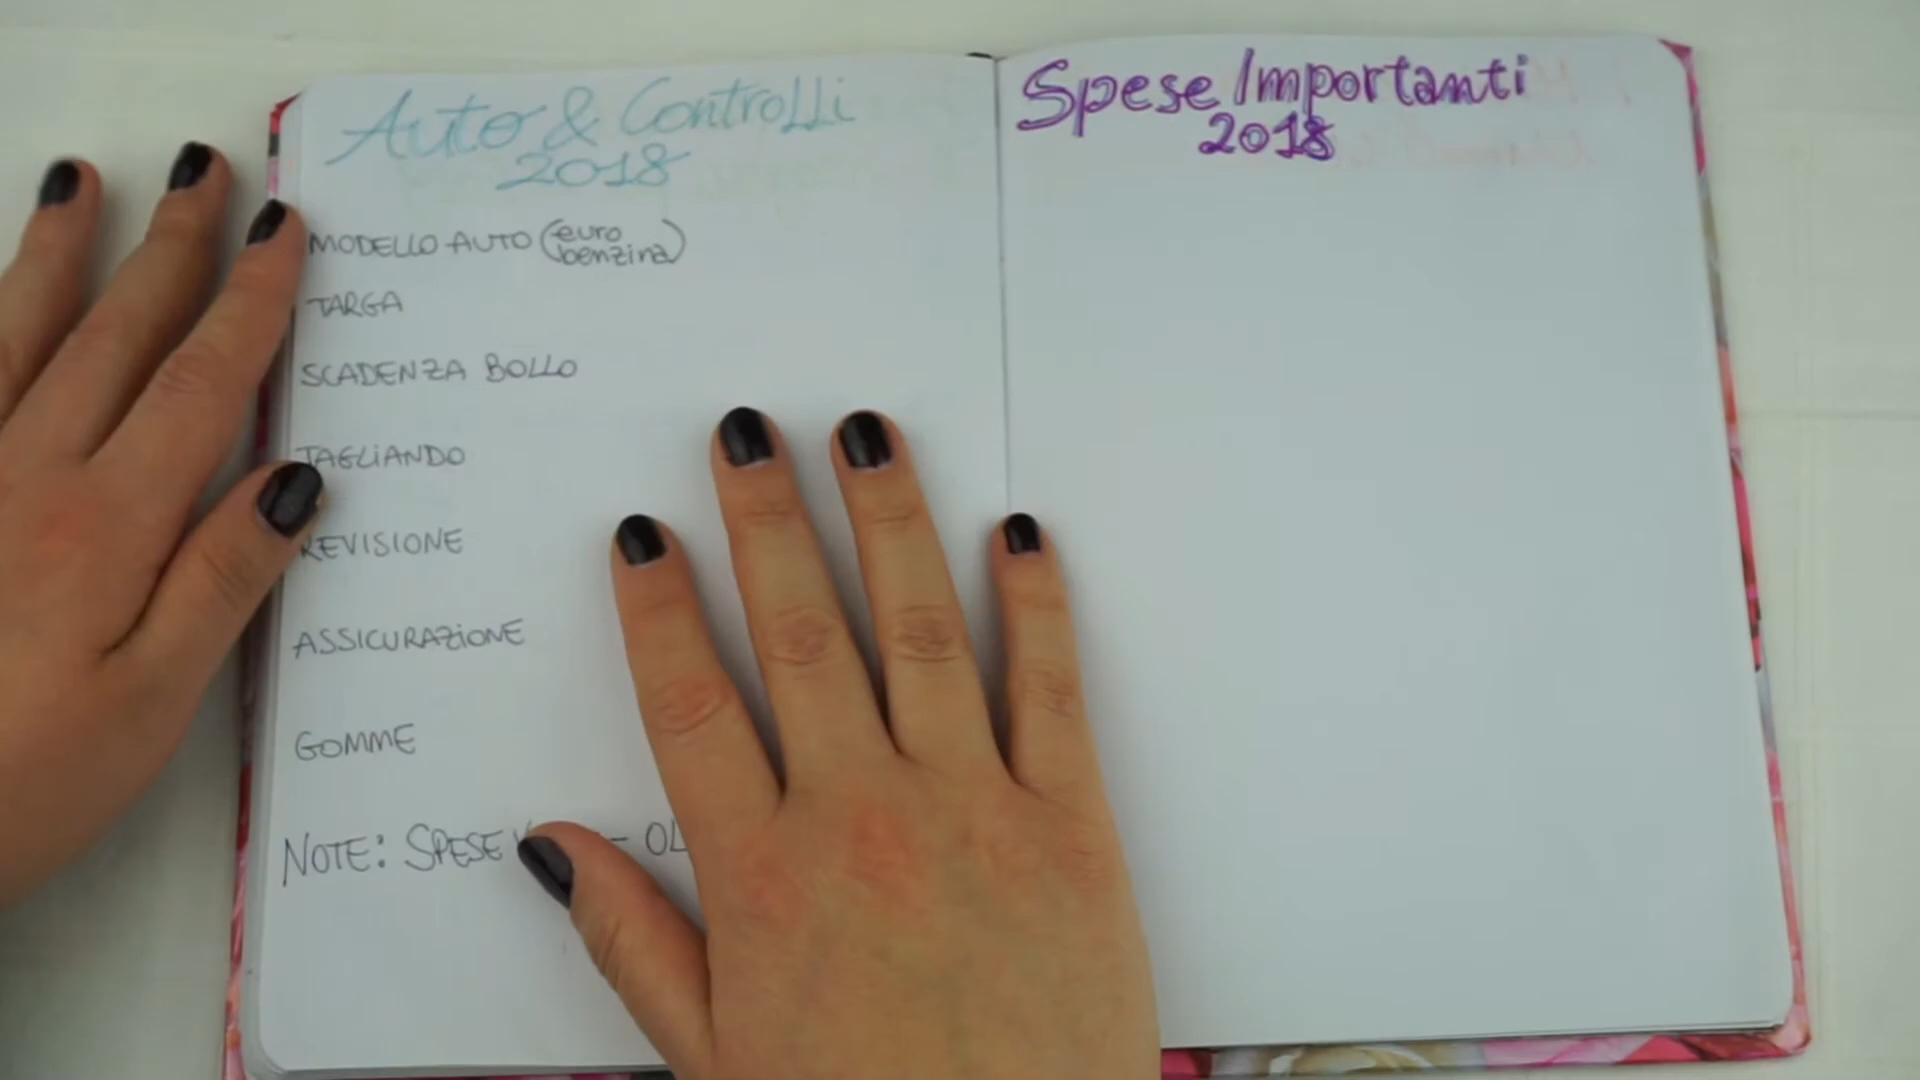 Auto & Controlli
2018
MODELLO AUTO (euro
benzina)
TARGA
SCADENZA BOLLO
TAGLIANDO
REVISIONE
ASSICURAZIONE
GOMME
NOTE: SPESE
Spese Importanti
2018